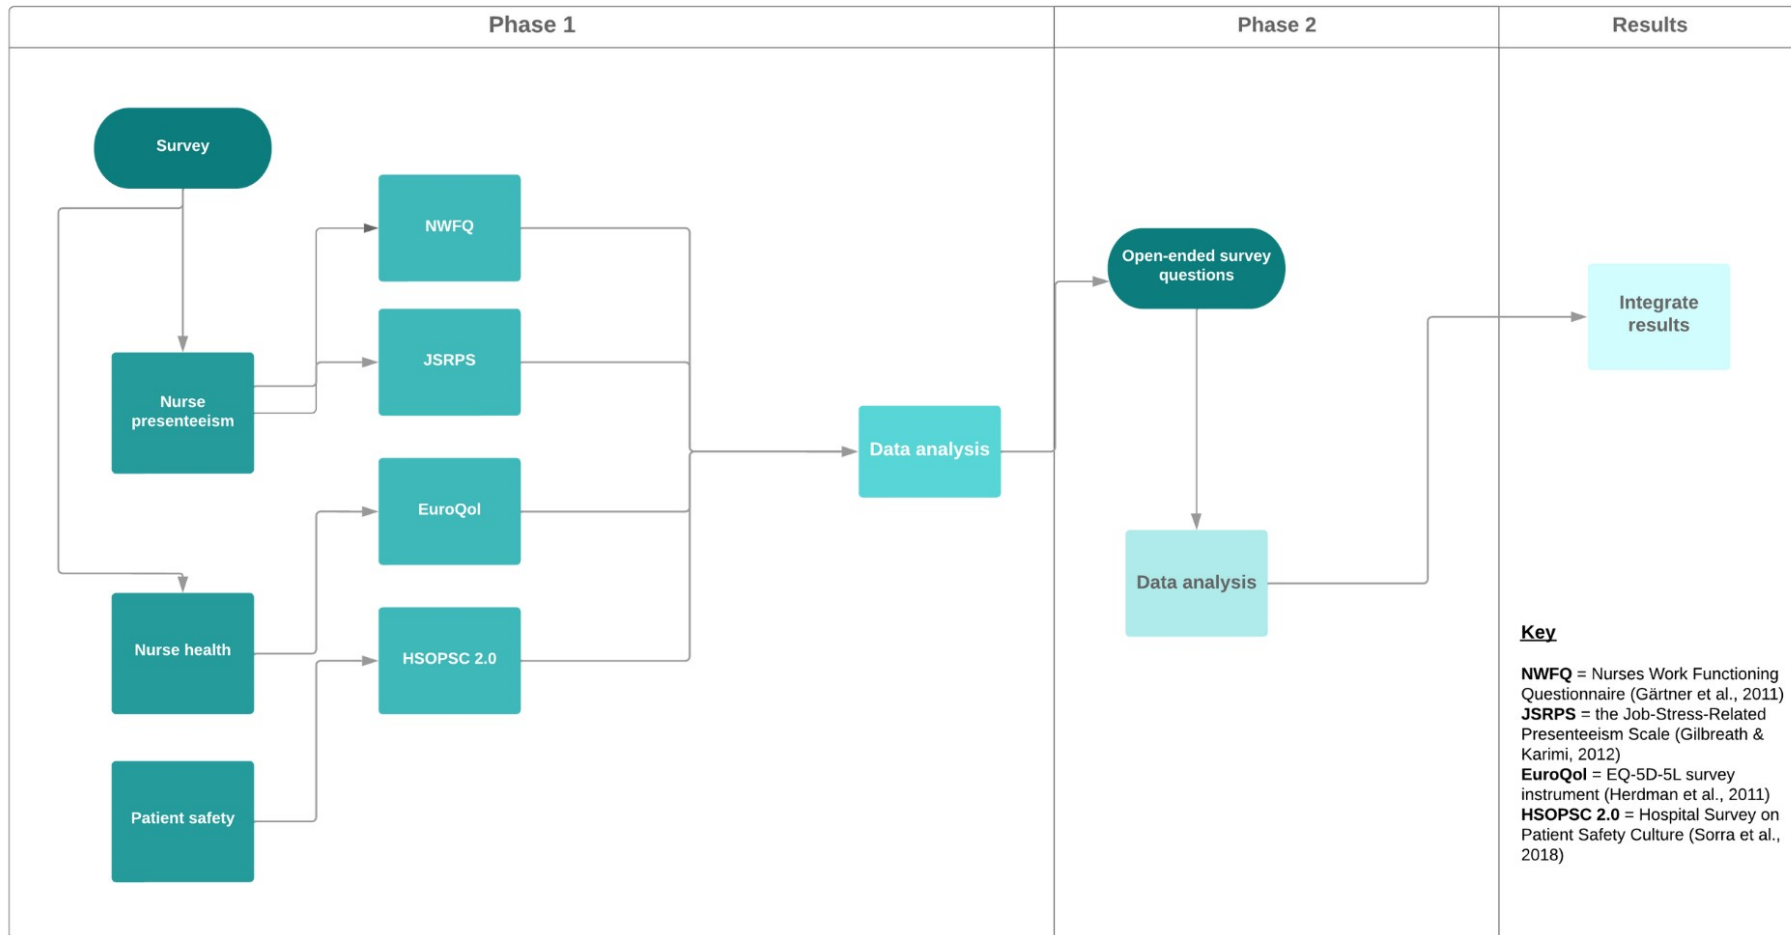 Phase 1
Phase 2
Results
Survey
NWFQ
JSRPS
Nurse
presenteeism
EuroQol
Nurse health
HSOPSC 2.0
Patient safety
Data analysis
Open-ended survey
questions
Data analysis
Integrate
results
Key
NWFQ = Nurses Work Functioning
Questionnaire (Gärtner et al., 2011)
JSRPS = the Job-Stress-Related
Presenteeism Scale (Gilbreath &
Karimi, 2012)
EuroQol = EQ-5D-5L survey
instrument (Herdman et al., 2011)
HSOPSC 2.0 = Hospital Survey on
Patient Safety Culture (Sorra et al.,
2018)